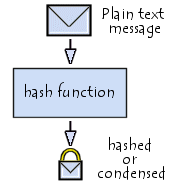 Plain text
message
hash function
hashed
or
condensed